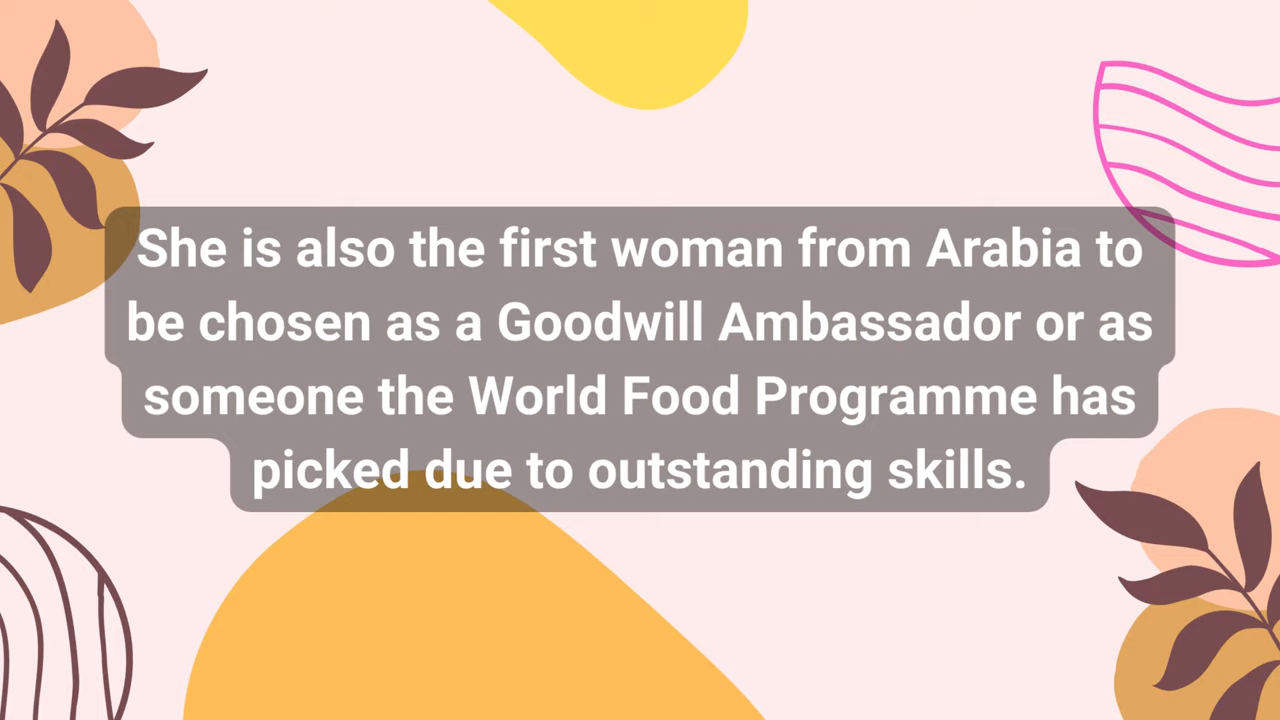 She is also the first woman from Arabia to
be chosen as a Goodwill Ambassador or as
someone the World Food Programme has
picked due to outstanding skills.